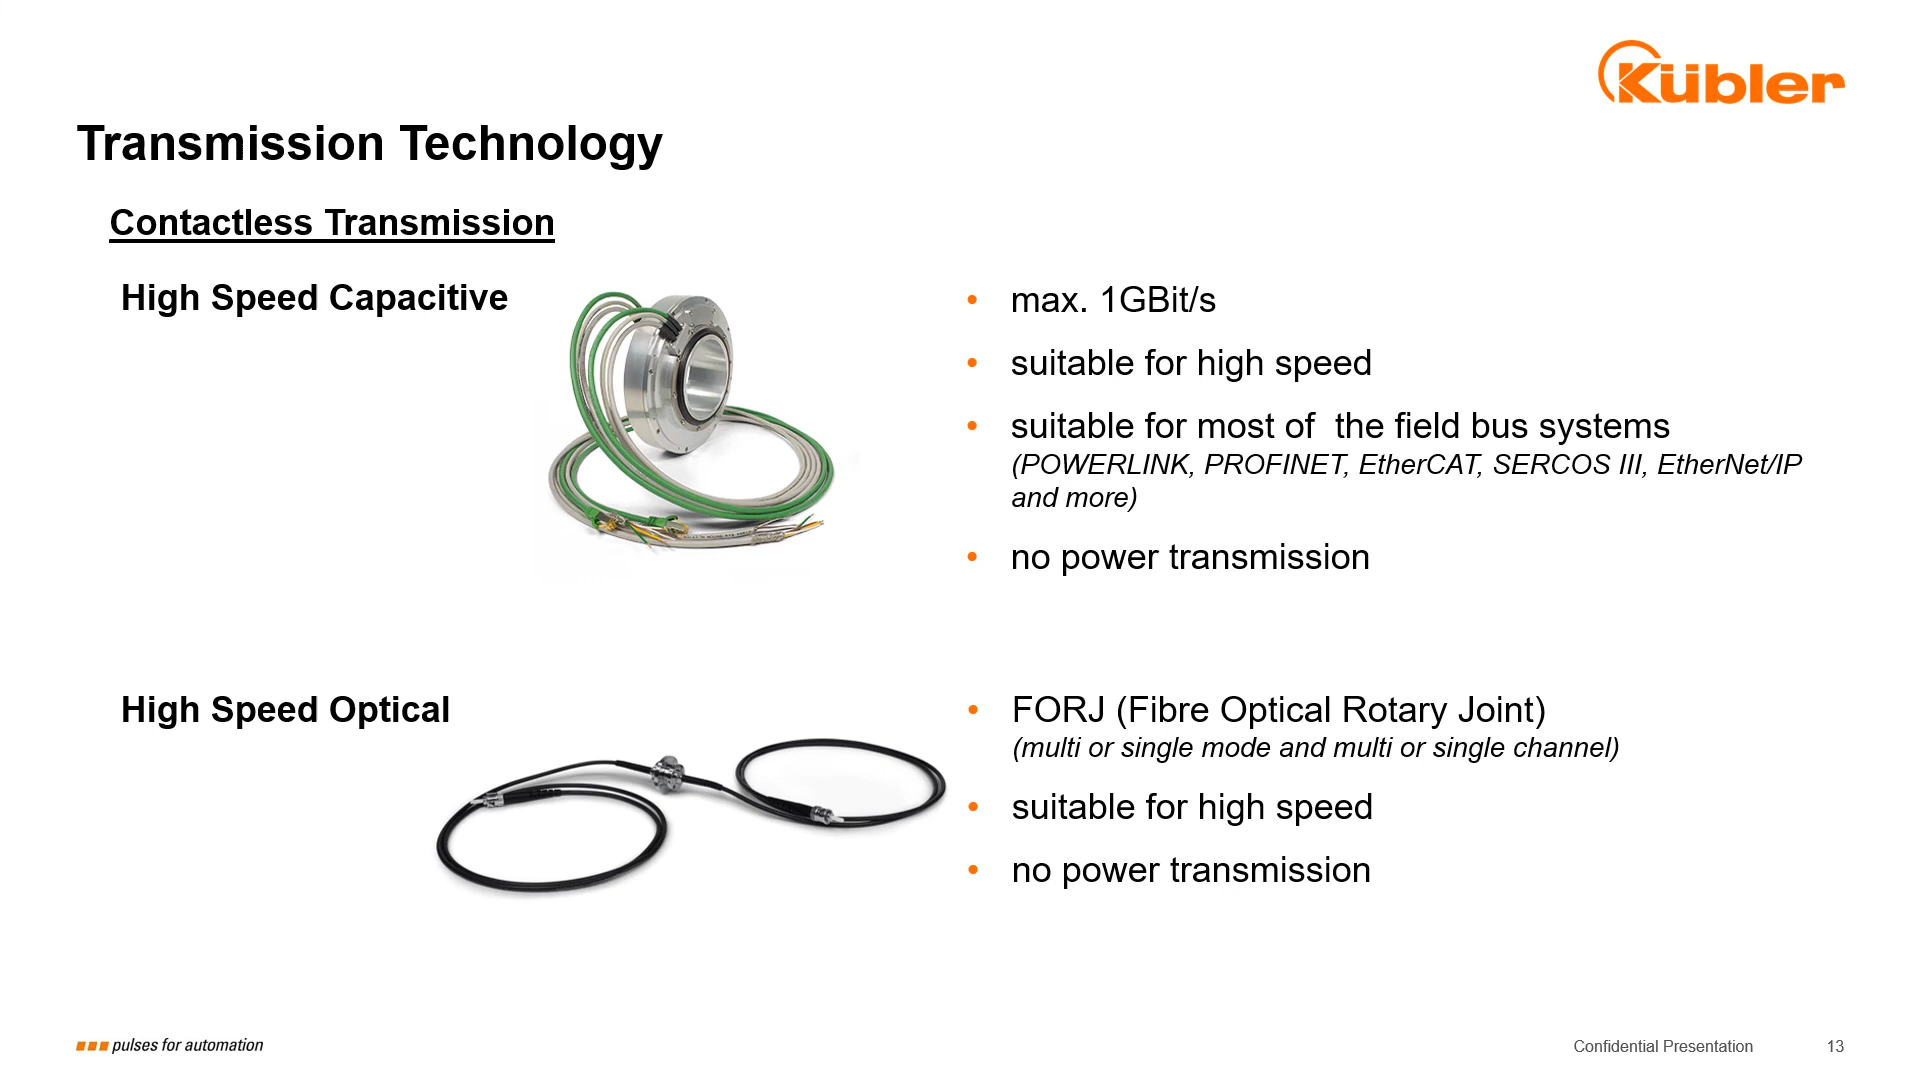 Kübler
Transmission Technology
Contactless Transmission
High Speed Capacitive
• max. 1GBit/s
• suitable for high speed
• suitable for most of  the field bus systems
(POWERLINK, PROFINET, EtherCAT, SERCOS III, EtherNet/IP
and more)
• no power transmission
High Speed Optical
• FORJ (Fibre Optical Rotary Joint)
(multi or single mode and multi or single channel)
• suitable for high speed
• no power transmission
pulses for automation
Confidential Presentation
13